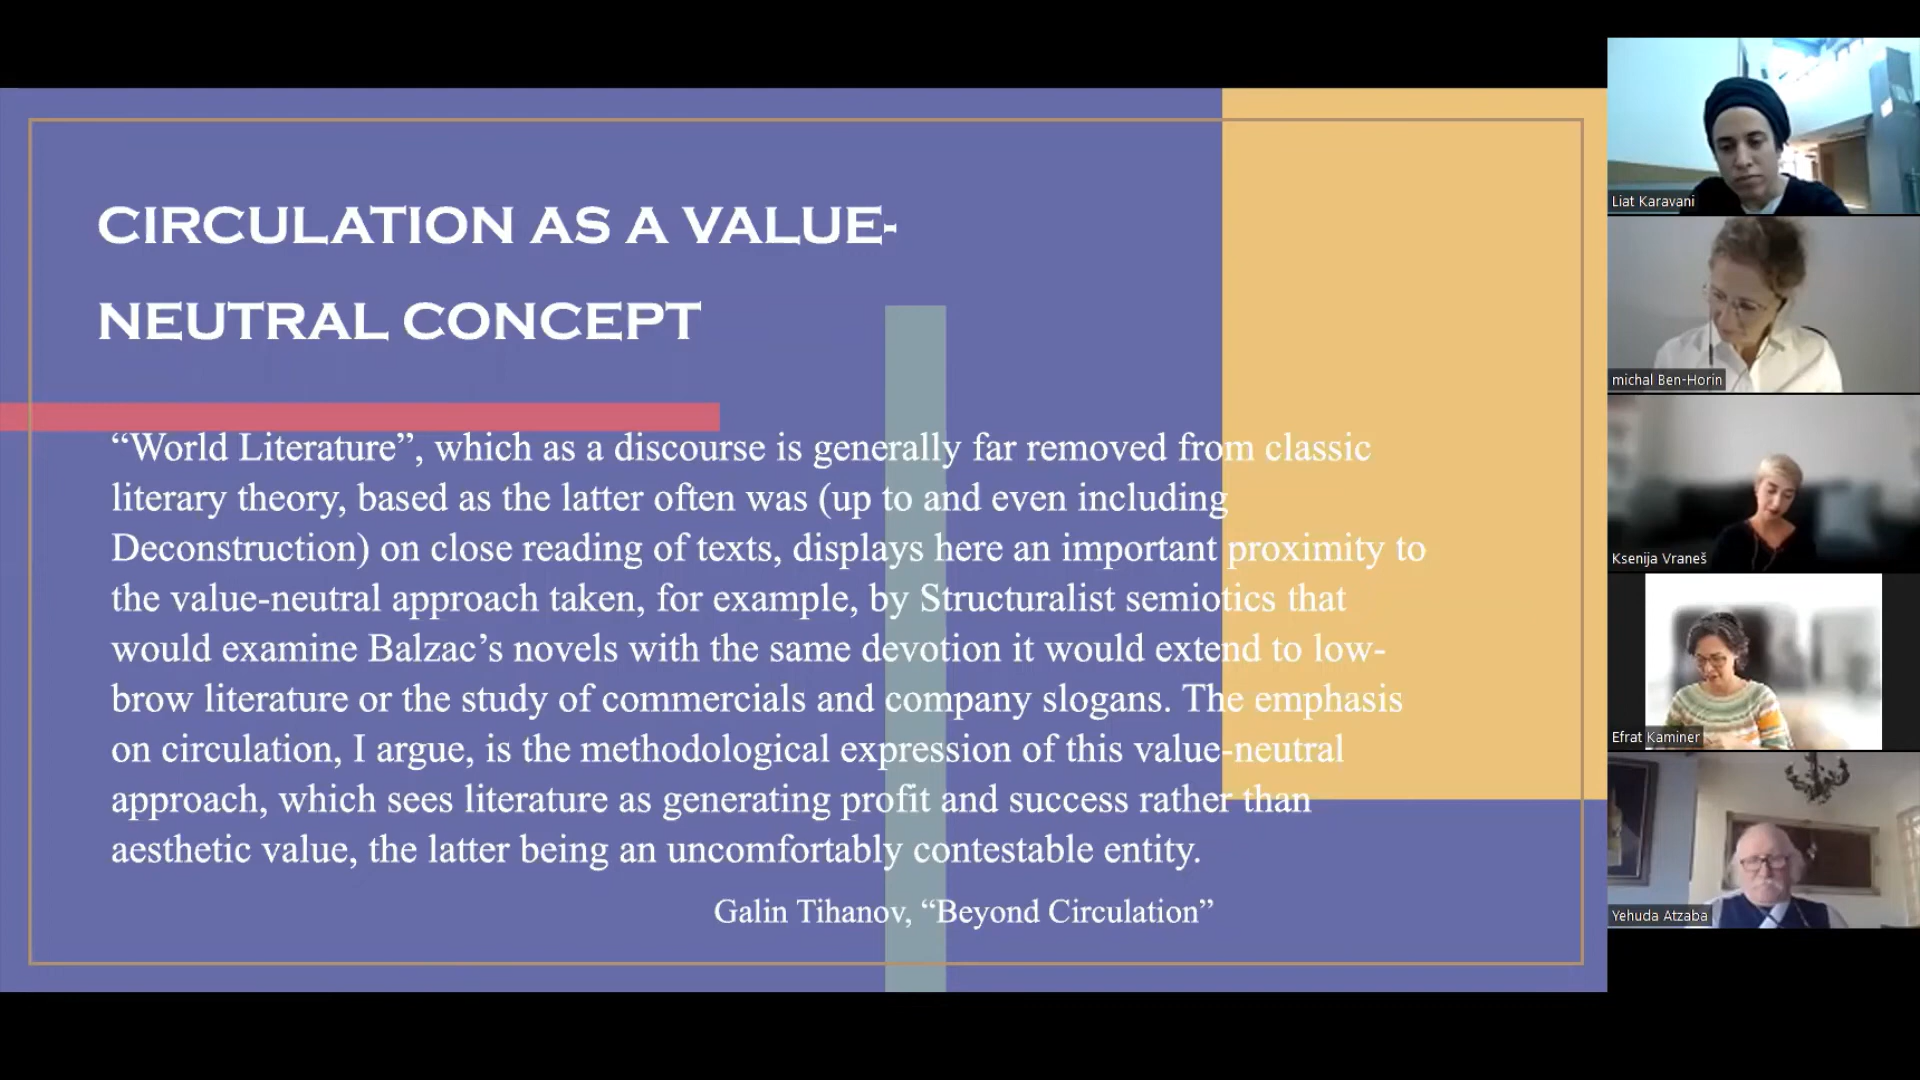 CIRCULATION AS A VALUE-
NEUTRAL CONCEPT
“World Literature”, which as a discourse is generally far removed from classic
literary theory, based as the latter often was (up to and even including
Deconstruction) on close reading of texts, displays here an important proximity to
the value-neutral approach taken, for example, by Structuralist semiotics that
would examine Balzac’s novels with the same devotion it would extend to low-
brow literature or the study of commercials and company slogans. The emphasis
on circulation, I argue, is the methodological expression of this value-neutral
approach, which sees literature as generating profit and success rather than
aesthetic value, the latter being an uncomfortably contestable entity.
Galin Tihanov, “Beyond Circulation”
Liat Karavani
michal Ben-Horin
Ksenija Vraneš
Efrat Kaminer
Yehuda Atzaba